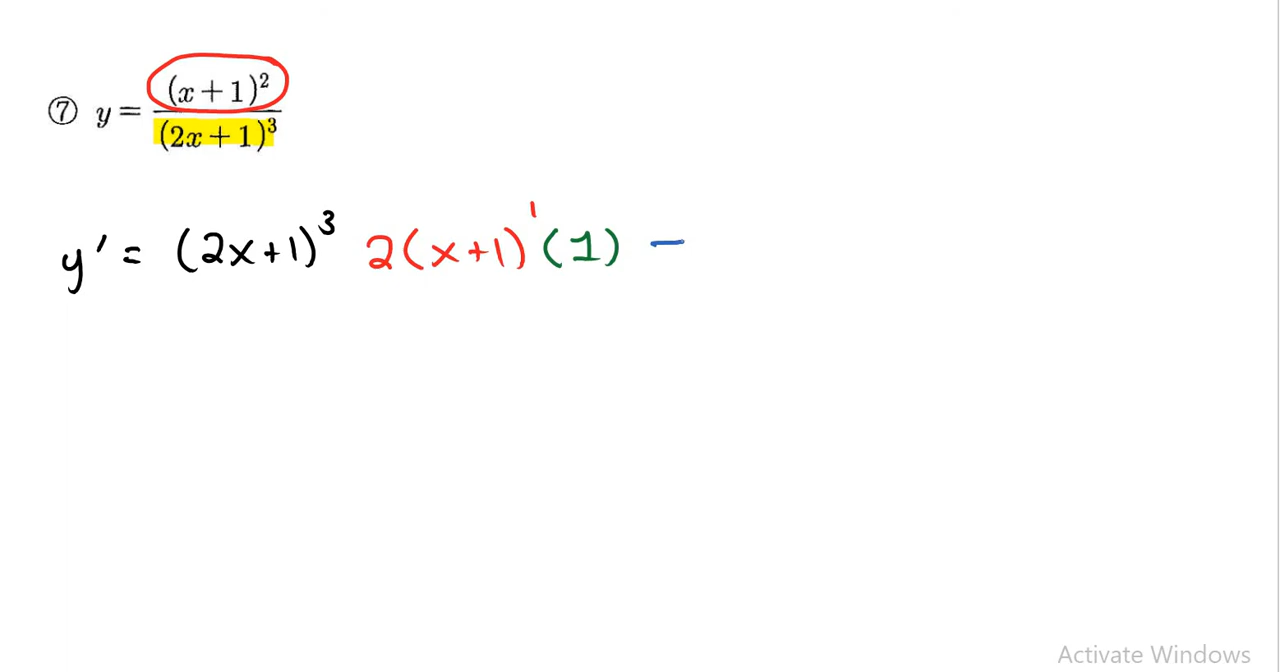 ⑦ y = (x+1)² / (2x+1)³
y' = (2x+1)³ 2(x+1)¹(1) −
Activate Windows